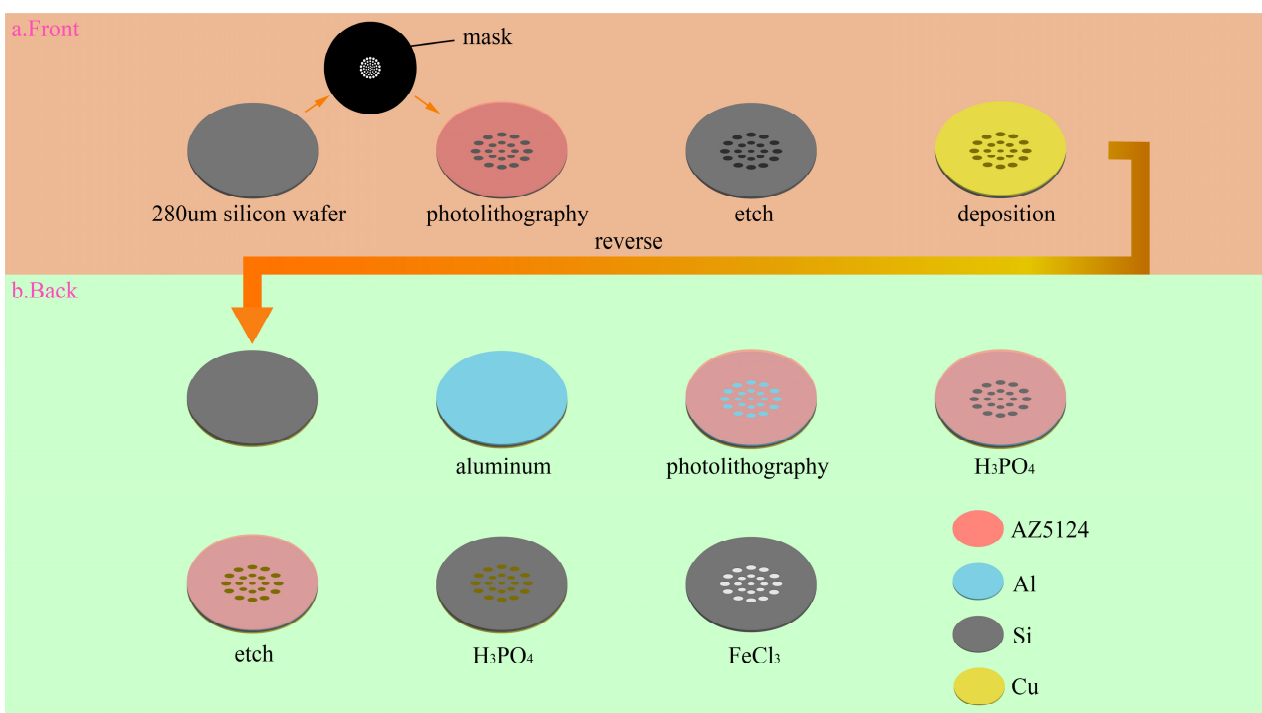 a.Front
mask
280um silicon wafer
photolithography
etch
deposition
reverse
b.Back
aluminum
photolithography
H₃PO₄
etch
H₃PO₄
FeCl₃
AZ5124
Al
Si
Cu